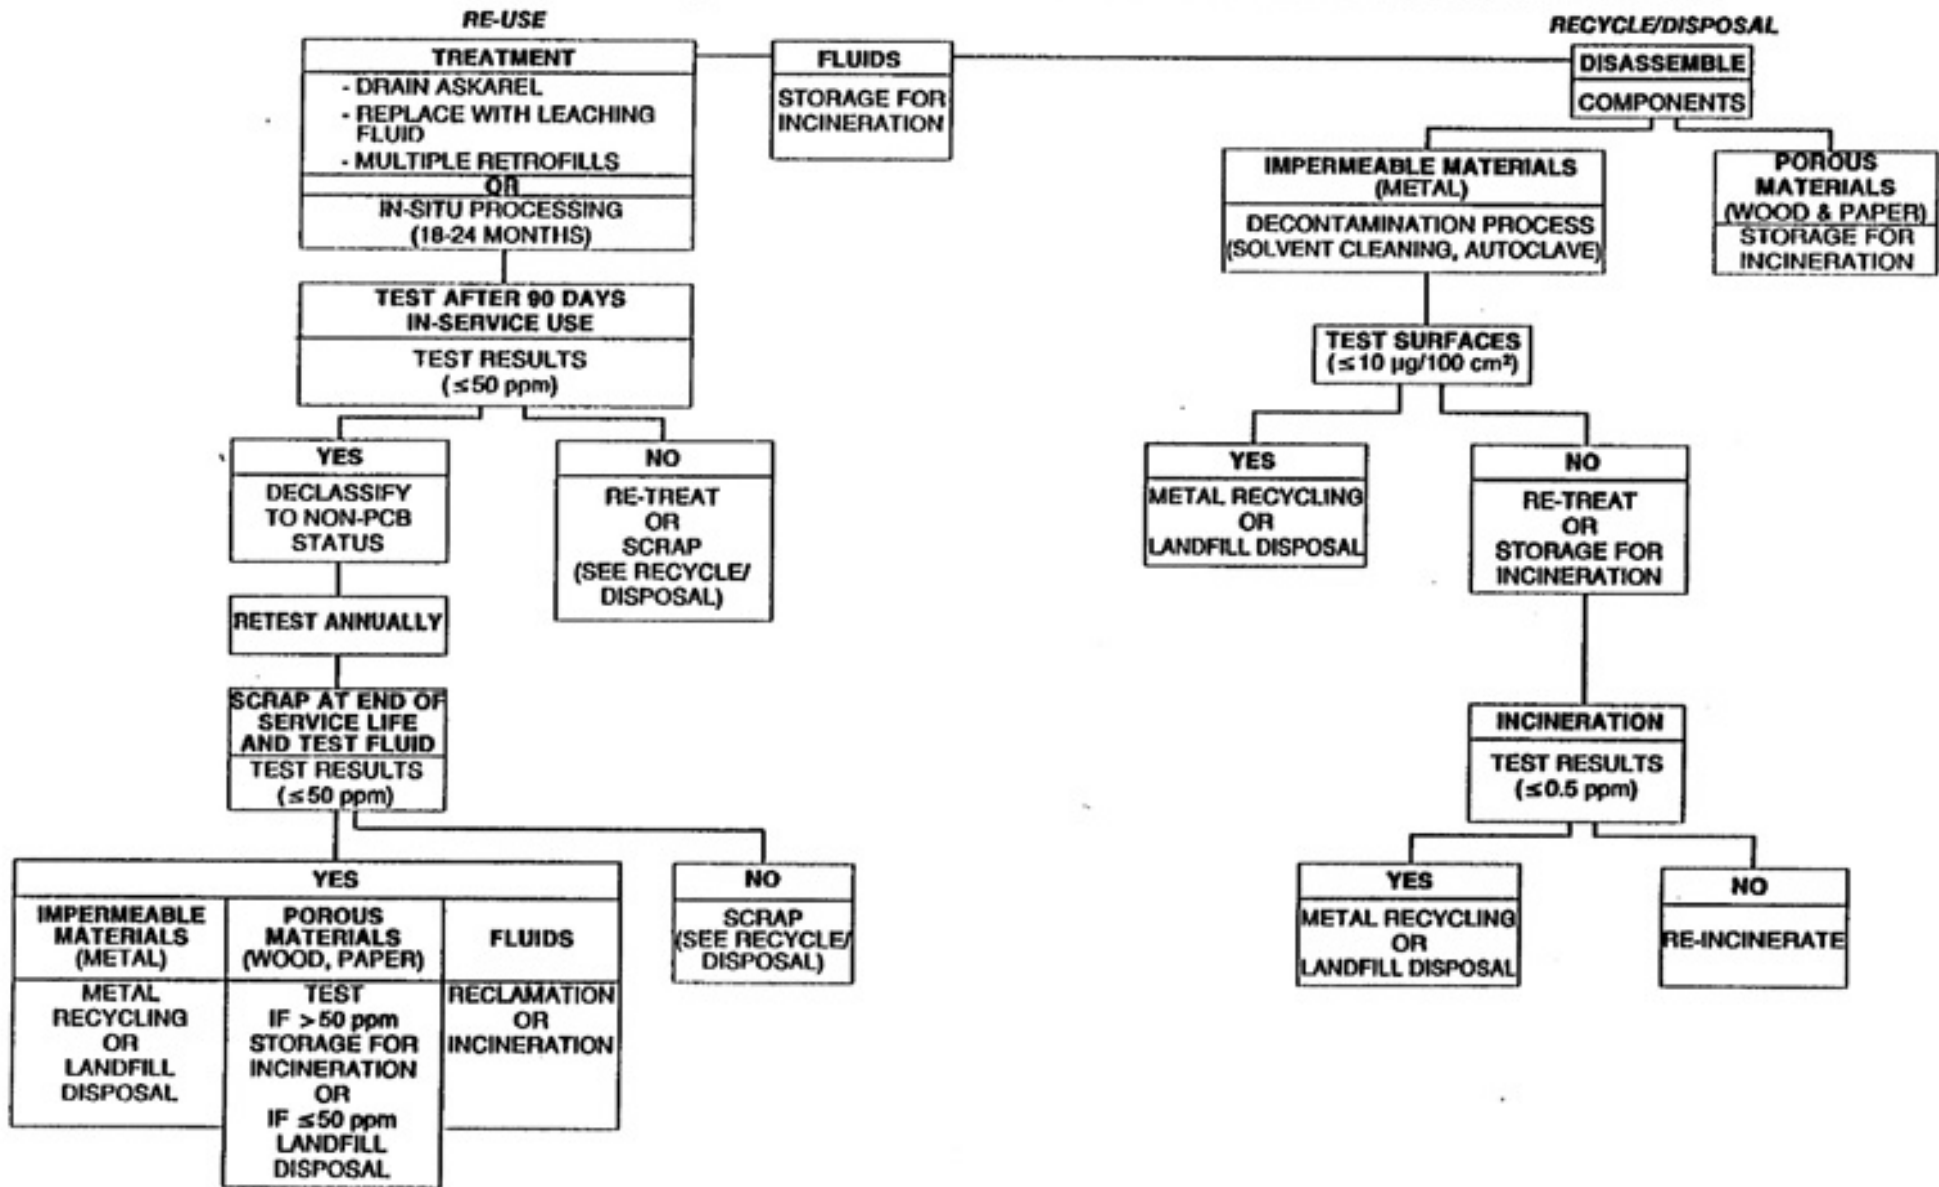 RE-USE
TREATMENT
- DRAIN ASKAREL
- REPLACE WITH LEACHING
FLUID
- MULTIPLE RETROFILLS
OR
IN-SITU PROCESSING
(18-24 MONTHS)
FLUIDS
STORAGE FOR
INCINERATION
RECYCLE/DISPOSAL
DISASSEMBLE
COMPONENTS
IMPERMEABLE MATERIALS
(METAL)
DECONTAMINATION PROCESS
(SOLVENT CLEANING, AUTOCLAVE)
POROUS
MATERIALS
(WOOD & PAPER)
STORAGE FOR
INCINERATION
TEST AFTER 90 DAYS
IN-SERVICE USE
TEST RESULTS
(≤50 ppm)
TEST SURFACES
(≤10 µg/100 cm²)
YES
DECLASSIFY
TO NON-PCB
STATUS
NO
RE-TREAT
OR
SCRAP
(SEE RECYCLE/
DISPOSAL)
YES
METAL RECYCLING
OR
LANDFILL DISPOSAL
NO
RE-TREAT
OR
STORAGE FOR
INCINERATION
RETEST ANNUALLY
SCRAP AT END OF
SERVICE LIFE
AND TEST FLUID
TEST RESULTS
(≤50 ppm)
INCINERATION
TEST RESULTS
(≤0.5 ppm)
YES
IMPERMEABLE
MATERIALS
(METAL)
METAL
RECYCLING
OR
LANDFILL
DISPOSAL
POROUS
MATERIALS
(WOOD, PAPER)
TEST
IF >50 ppm
STORAGE FOR
INCINERATION
OR
IF ≤50 ppm
LANDFILL
DISPOSAL
FLUIDS
RECLAMATION
OR
INCINERATION
NO
SCRAP
(SEE RECYCLE/
DISPOSAL)
YES
METAL RECYCLING
OR
LANDFILL DISPOSAL
NO
RE-INCINERATE